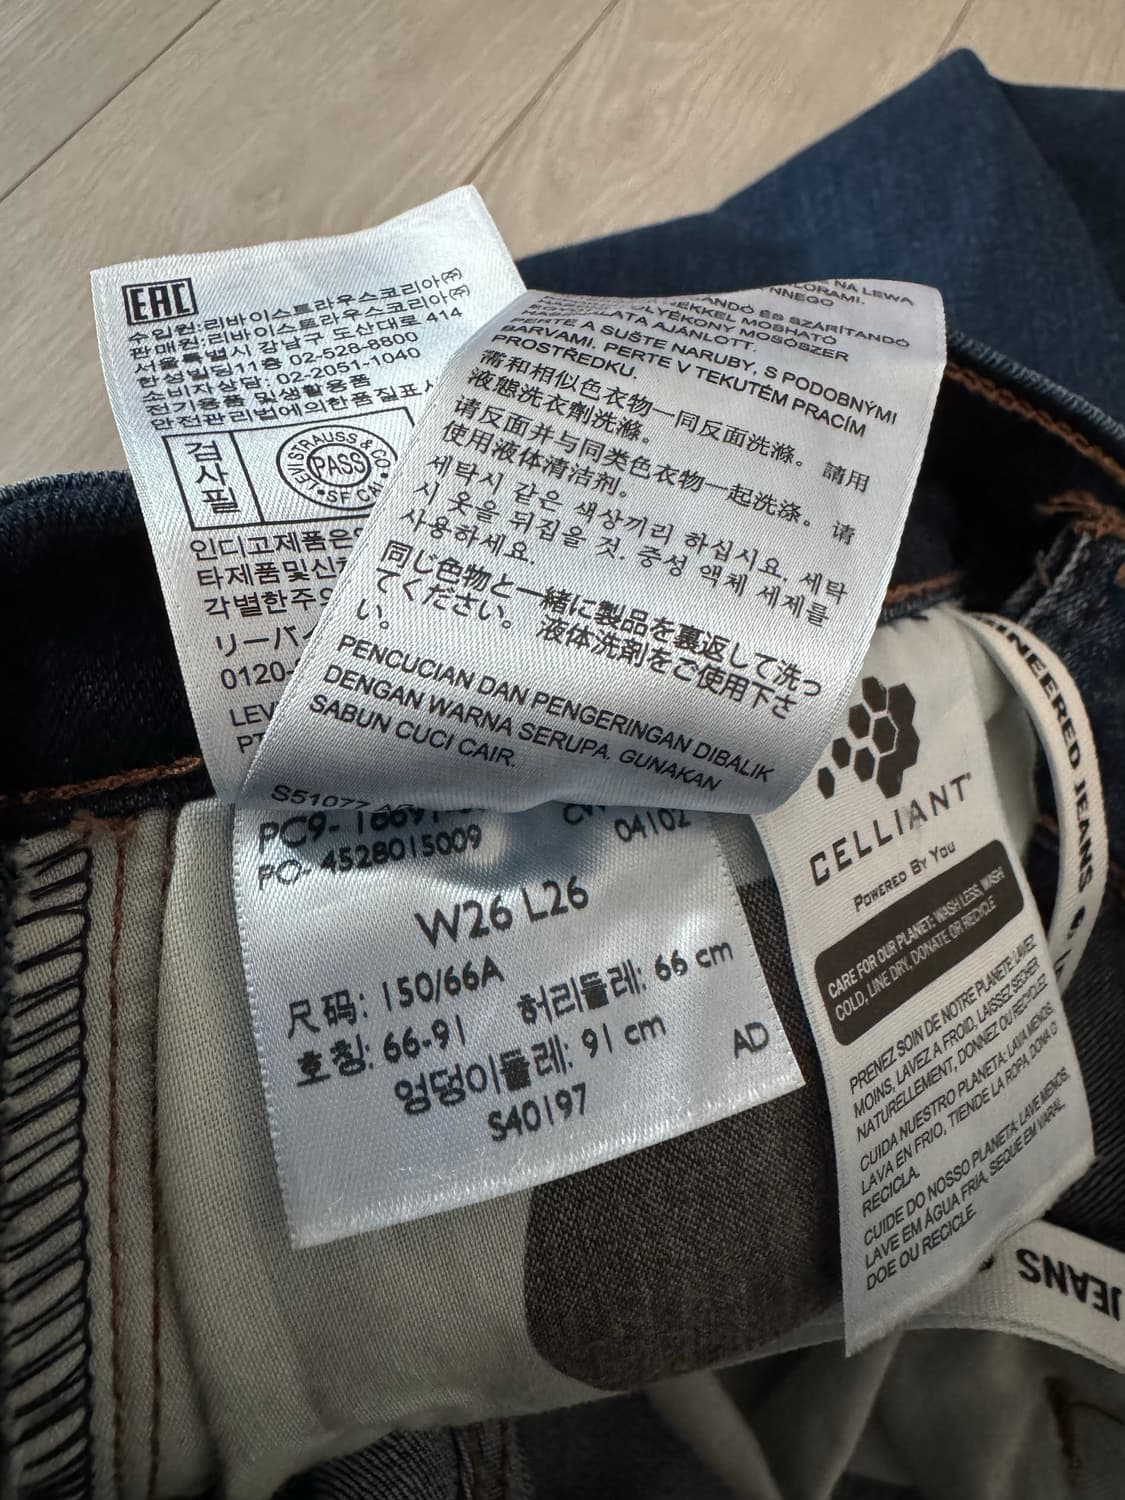 EAC
수입원:리바이스트라우스코리아㈜
판매원:리바이스트라우스코리아㈜
서울특별시 강남구 도산대로 414
한성빌딩11층 02-528-8800
소비자상담: 02-2051-1040
전기용품및생활용품
안전관리법에의한품질표시
검사필
LEVI STRAUSS & CO
PASS
SF CAL
인디고제품은
타제품및신
각별한주의
リーバイ
0120-
LEVI
PT
NA LEWA
LORAMI.
NNEGO
ÉS SZÁRÍTANDÓ
MOSHATÓ
LATA AJÁNLOTT. MOSÓSZER
PERTE A SUŠTE NARUBY, S PODOBNÝMI
BARVAMI. PERTE V TEKUTÉM PRACÍM
PROSTŘEDKU.
需和相似色衣物一同反面洗滌。 請用
液態洗衣劑洗滌。
请反面并与同类色衣物一起洗涤。 请
使用液体清洁剂。
세탁시 같은 색상끼리 하십시요. 세탁
시 옷을 뒤집을 것. 중성 액체 세제를
사용하세요.
同じ色物と一緒に製品を裏返して洗っ
てください。 液体洗剤をご使用下さ
い。
PENCUCIAN DAN PENGERINGAN DIBALIK
DENGAN WARNA SERUPA. GUNAKAN
SABUN CUCI CAIR.
S51077
PC9-
PO- 4528015009
04102
W26 L26
尺码: 150/66A
호칭: 66-91 허리둘레: 66 cm
엉덩이둘레: 91 cm
S40197
AD
CELLIANT
POWERED BY YOU
CARE FOR OUR PLANET: WASH LESS, WASH
COLD, LINE DRY, DONATE OR RECYCLE
PRENEZ SOIN DE NOTRE PLANÈTE: LAVEZ
MOINS, LAVEZ A FROID, LAISSEZ SÉCHER
NATURELLEMENT, DONNEZ OU RECYCLEZ.
CUIDA NUESTRO PLANETA: LAVA MENOS,
LAVA EN FRIO, TIENDE LA ROPA, DONA O
RECICLA.
CUIDE DO NOSSO PLANETA: LAVE MENOS,
LAVE EM ÁGUA FRIA, SEQUE EM VARAL,
DOE OU RECICLE.
GINEERED JEANS
JEANS